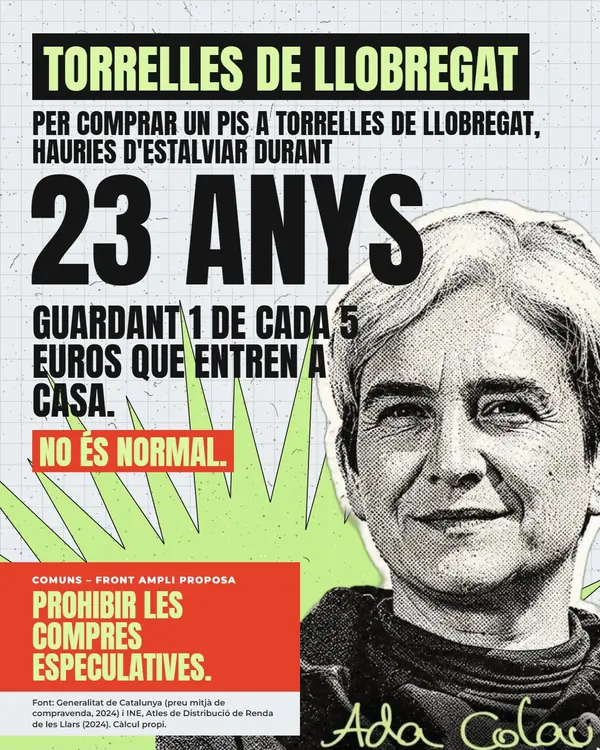 TORRELLES DE LLOBREGAT
PER COMPRAR UN PIS A TORRELLES DE LLOBREGAT,
HAURIES D'ESTALVIAR DURANT
23 ANYS
GUARDANT 1 DE CADA 5
EUROS QUE ENTREN A
CASA.
NO ÉS NORMAL.
COMUNS – FRONT AMPLI PROPOSA
PROHIBIR LES
COMPRES
ESPECULATIVES.
Font: Generalitat de Catalunya (preu mitjà de
compravenda, 2024) i INE, Atles de Distribució de Renda
de les Llars (2024). Càlcul propi.
Ada Colau